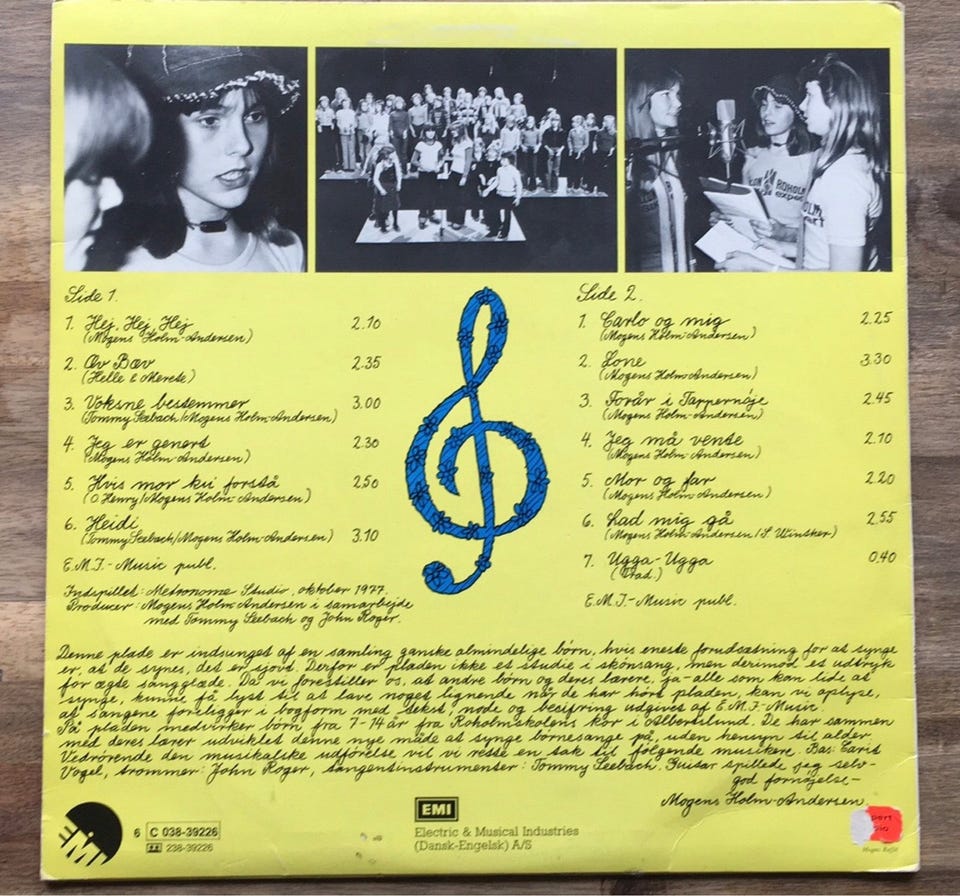 Side 1.
1. Hej, Hej, Hej 2.10
(Mogens Holm-Andersen)
2. Øv Bøv 2.35
(Helle & Merete)
3. Voksne bestemmer 3.00
(Tommy Seebach/Mogens Holm-Andersen)
4. Jeg er genert 2.30
(Mogens Holm-Andersen)
5. Hvis mor ku' forstå 2.50
(O. Henry/Mogens Holm-Andersen)
6. Heidi 3.10
(Tommy Seebach/Mogens Holm-Andersen)
E.M.I.-Music publ.
Indspillet: Metronome Studio, oktober 1977.
Producer: Mogens Holm-Andersen i samarbejde
med Tommy Seebach og John Roger.
Side 2.
1. Carlo og mig 2.25
(Mogens Holm-Andersen)
2. Lone 3.30
(Mogens Holm-Andersen)
3. Forår i Tappernøje 2.45
(Mogens Holm-Andersen)
4. Jeg må vente 2.10
(Mogens Holm-Andersen)
5. Mor og far 2.20
(Mogens Holm-Andersen)
6. Lad mig gå 2.55
(Mogens Holm-Andersen/S. Winsker)
7. Ugga-Ugga 0.40
(Trad.)
E.M.I-Music publ.
Denne plade er indsunget af en samling ganske almindelige børn, hvis eneste forudsætning for at synge
er, at de synes, det er sjovt. Derfor er pladen ikke et studie i skønsang, men derimod et udtryk
for ægte sangglæde. Da vi forestiller os, at andre børn og deres lærere, ja-alle som kan lide at
synge, kunne få lyst til at lave noget lignende når de har hørt pladen, kan vi oplyse,
at sangene foreligger i bogform med tekst, node og becifring udgivet af E.M.I-Music.
På pladen medvirker børn fra 7-14 år fra Roholmskolens kor i Albertslund. De har sammen
med deres lærer udviklet denne nye måde at synge børnesange på, uden hensyn til alder.
Vedrørende den musikalske udførelse vil vi rette en tak til følgende musikere. Bas: Caris
Vogel, trommer: John Roger, tangentinstrumenter: Tommy Seebach. Guitar spillede jeg selv-
god fornøjelse-
Mogens Holm-Andersen.
EMI
6 C 038-39226
238-39226
EMI
Electric & Musical Industries
(Dansk-Engelsk) A/S